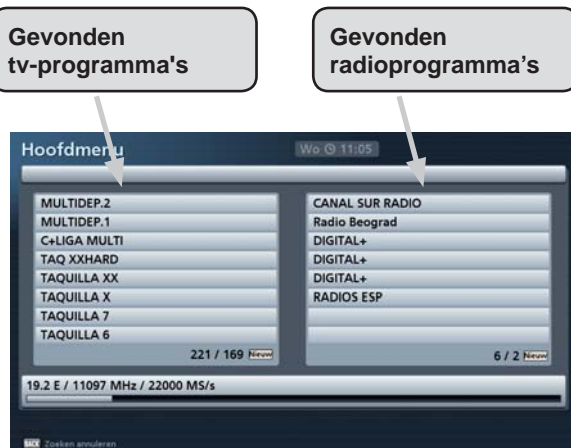 Gevonden
tv-programma's
Gevonden
radioprogramma’s
Hoofdmenu
Wo 11:05
MULTIDEP.2
MULTIDEP.1
C+LIGA MULTI
TAQ XXHARD
TAQUILLA XX
TAQUILLA X
TAQUILLA 7
TAQUILLA 6
221 / 169 Nieuw
CANAL SUR RADIO
Radio Beograd
DIGITAL+
DIGITAL+
DIGITAL+
RADIOS ESP
6 / 2 Nieuw
19.2 E / 11097 MHz / 22000 MS/s
BACK Zoeken annuleren